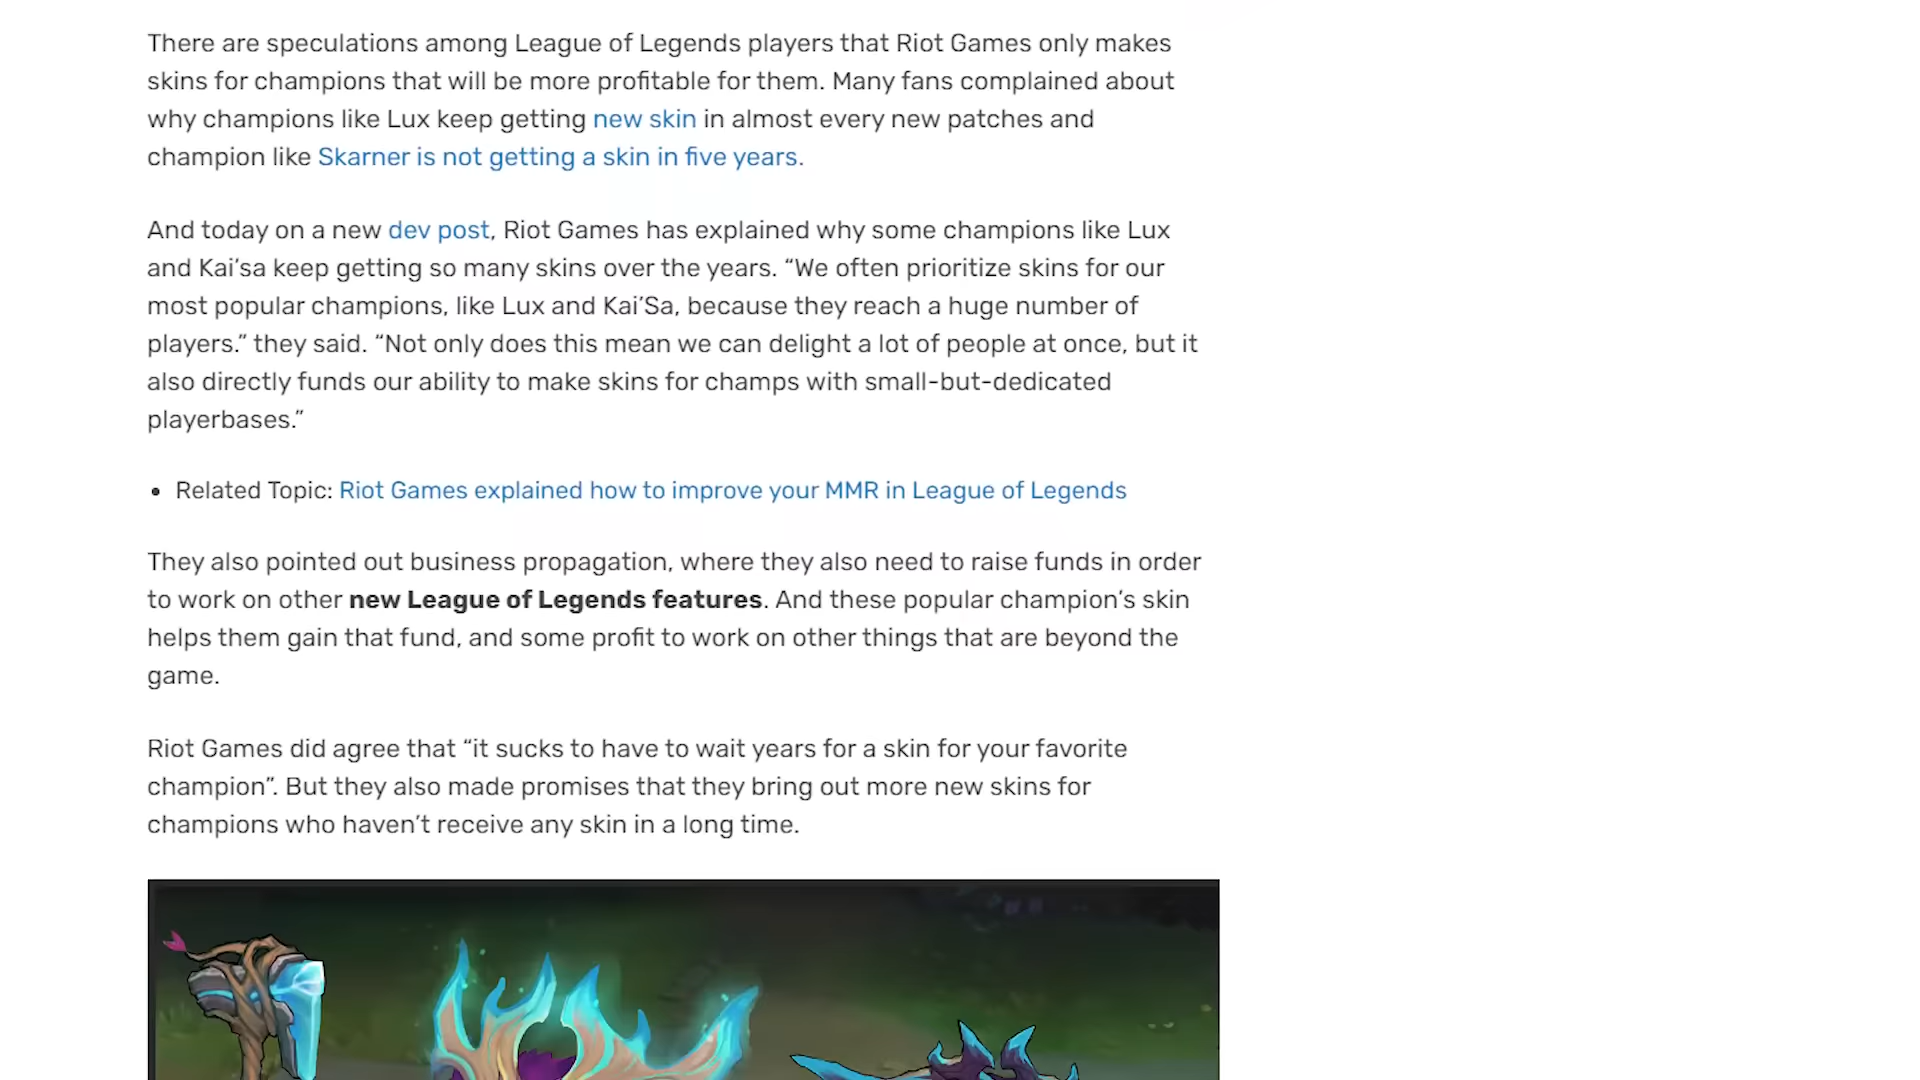 There are speculations among League of Legends players that Riot Games only makes
skins for champions that will be more profitable for them. Many fans complained about
why champions like Lux keep getting new skin in almost every new patches and
champion like Skarner is not getting a skin in five years.
And today on a new dev post, Riot Games has explained why some champions like Lux
and Kai’sa keep getting so many skins over the years. “We often prioritize skins for our
most popular champions, like Lux and Kai’Sa, because they reach a huge number of
players.” they said. “Not only does this mean we can delight a lot of people at once, but it
also directly funds our ability to make skins for champs with small-but-dedicated
playerbases.”
• Related Topic: Riot Games explained how to improve your MMR in League of Legends
They also pointed out business propagation, where they also need to raise funds in order
to work on other new League of Legends features. And these popular champion’s skin
helps them gain that fund, and some profit to work on other things that are beyond the
game.
Riot Games did agree that “it sucks to have to wait years for a skin for your favorite
champion”. But they also made promises that they bring out more new skins for
champions who haven’t receive any skin in a long time.